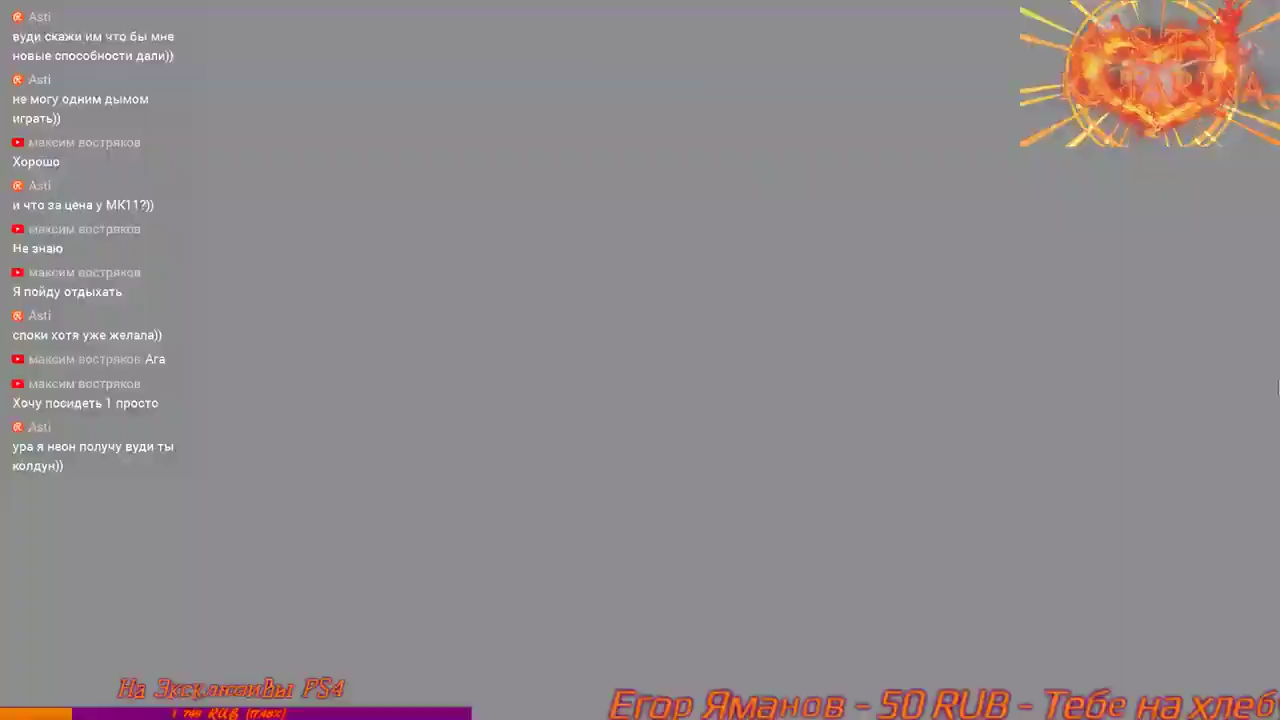 Asti
вуди скажи им что бы мне
новые способности дали))
Asti
не могу одним дымом
играть))
максим востряков
Хорошо
Asti
и что за цена у МК11?))
максим востряков
Не знаю
максим востряков
Я пойду отдыхать
Asti
споки хотя уже желала))
максим востряков Ага
максим востряков
Хочу посидеть 1 просто
Asti
ура я неон получу вуди ты
колдун))
На Эксклюзивы PS4
RUB
Егор Яманов - 50 RUB - Тебе на хлеб